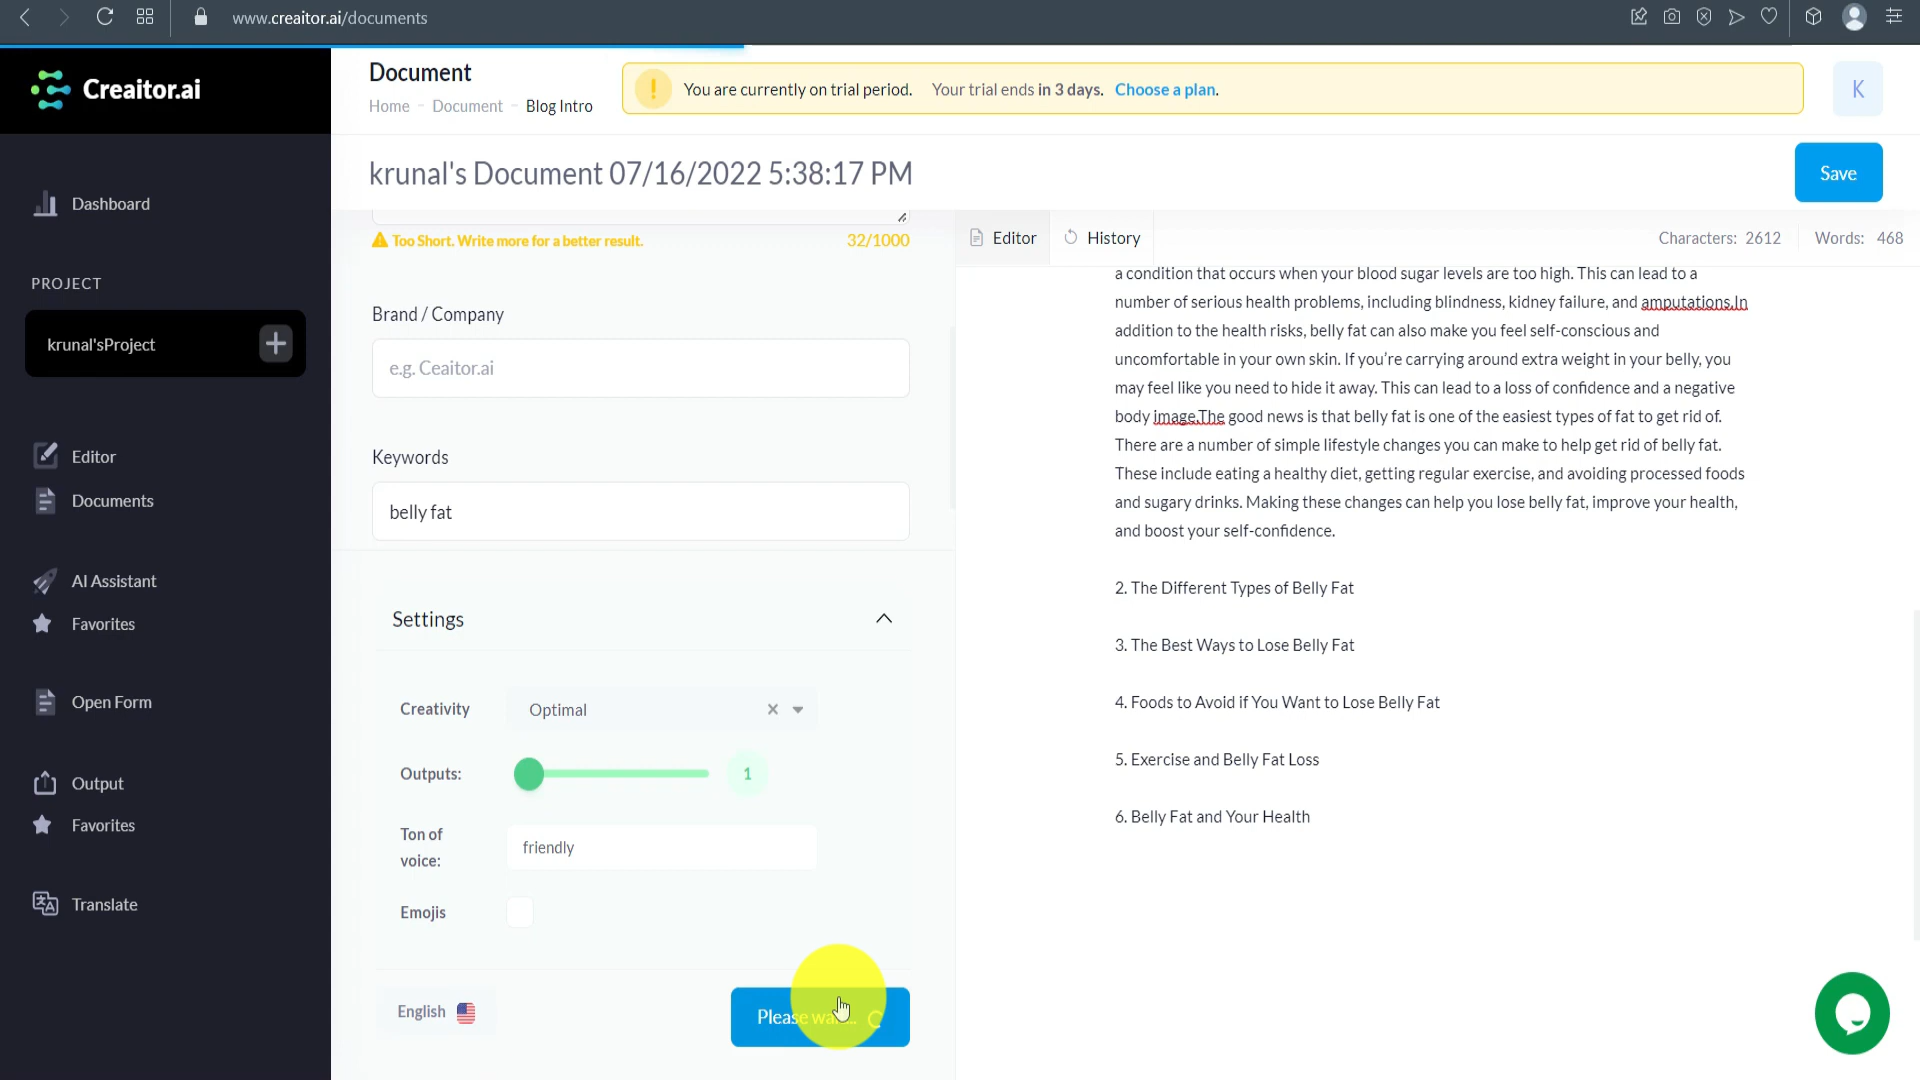 www.creaitor.ai/documents
Creaitor.ai
Document
Home - Document - Blog Intro
! You are currently on trial period. Your trial ends in 3 days. Choose a plan.
K
krunal's Document 07/16/2022 5:38:17 PM
Save
Dashboard
PROJECT
krunal'sProject
Editor
Documents
AI Assistant
Favorites
Open Form
Output
Favorites
Translate
Too Short. Write more for a better result. 32/1000
Brand / Company
e.g. Ceaitor.ai
Keywords
belly fat
Settings
Creativity Optimal
Outputs: 1
Ton of
voice:
friendly
Emojis
English
Please
Editor History Characters: 2612 Words: 468
a condition that occurs when your blood sugar levels are too high. This can lead to a
number of serious health problems, including blindness, kidney failure, and amputations.In
addition to the health risks, belly fat can also make you feel self-conscious and
uncomfortable in your own skin. If you’re carrying around extra weight in your belly, you
may feel like you need to hide it away. This can lead to a loss of confidence and a negative
body image.The good news is that belly fat is one of the easiest types of fat to get rid of.
There are a number of simple lifestyle changes you can make to help get rid of belly fat.
These include eating a healthy diet, getting regular exercise, and avoiding processed foods
and sugary drinks. Making these changes can help you lose belly fat, improve your health,
and boost your self-confidence.
2. The Different Types of Belly Fat
3. The Best Ways to Lose Belly Fat
4. Foods to Avoid if You Want to Lose Belly Fat
5. Exercise and Belly Fat Loss
6. Belly Fat and Your Health